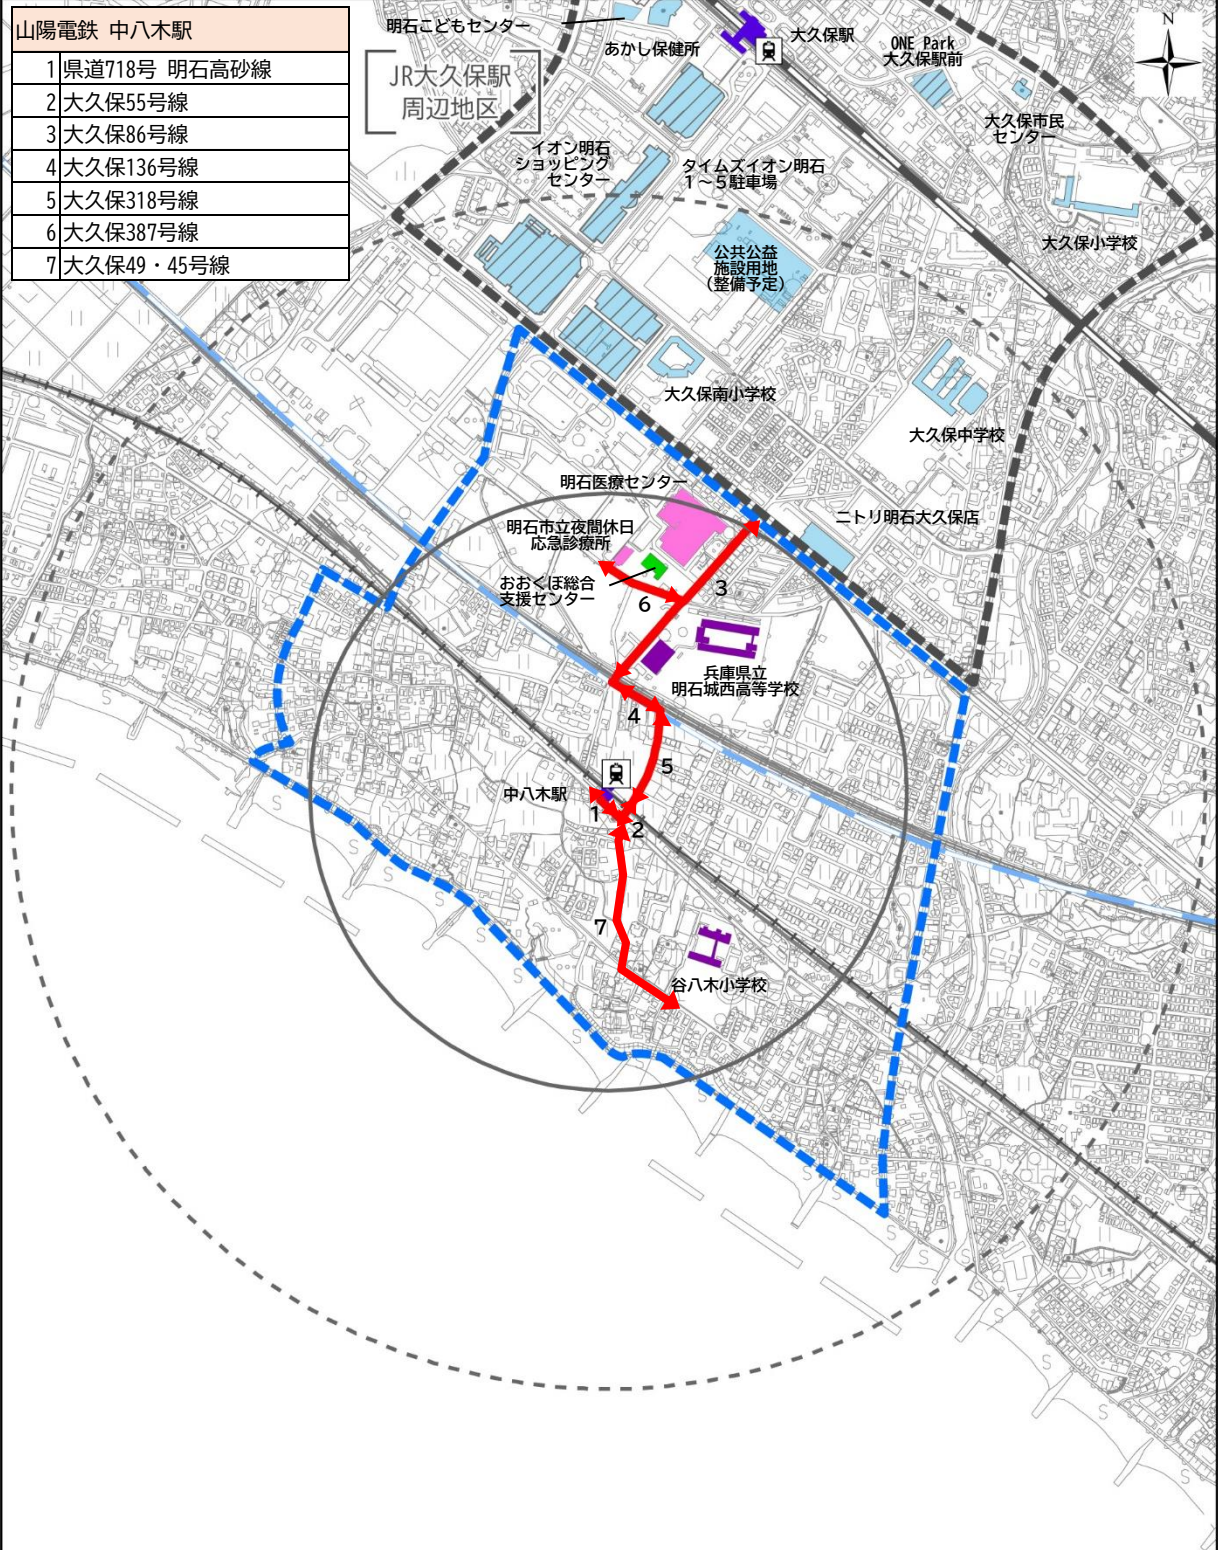 山陽電鉄 中八木駅
1 県道718号 明石高砂線
2 大久保55号線
3 大久保86号線
4 大久保136号線
5 大久保318号線
6 大久保387号線
7 大久保49・45号線
明石こどもセンター
あかし保健所
大久保駅
ONE Park
大久保駅前
N
JR大久保駅
周辺地区
大久保市民
センター
イオン明石
ショッピング
センター
タイムズイオン明石
1~5駐車場
大久保小学校
公共公益
施設用地
(整備予定)
大久保南小学校
大久保中学校
明石医療センター
ニトリ明石大久保店
明石市立夜間休日
応急診療所
おおくぼ総合
支援センター
3
6
兵庫県立
明石城西高等学校
4
5
中八木駅
1
2
7
谷八木小学校